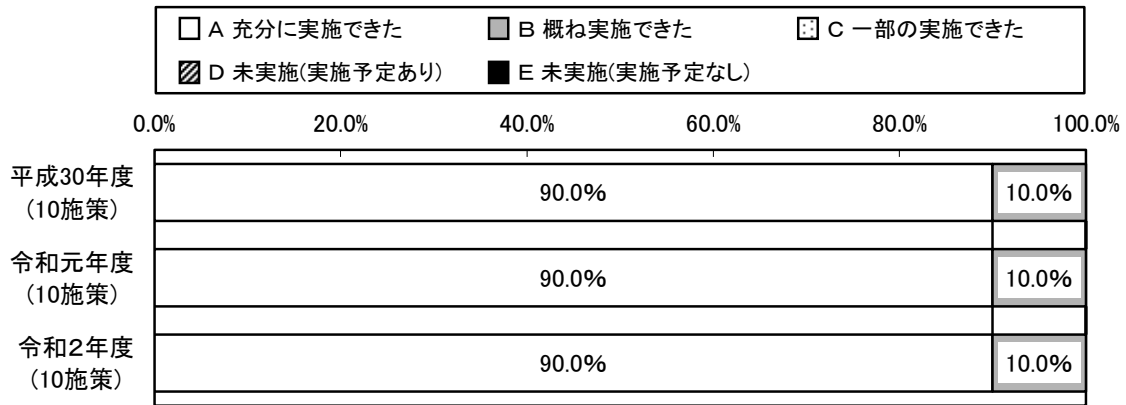 A 充分に実施できた B 概ね実施できた C 一部の実施できた
D 未実施(実施予定あり) E 未実施(実施予定なし)
0.0% 20.0% 40.0% 60.0% 80.0% 100.0%
平成30年度
(10施策)
90.0% 10.0%
令和元年度
(10施策)
90.0% 10.0%
令和2年度
(10施策)
90.0% 10.0%